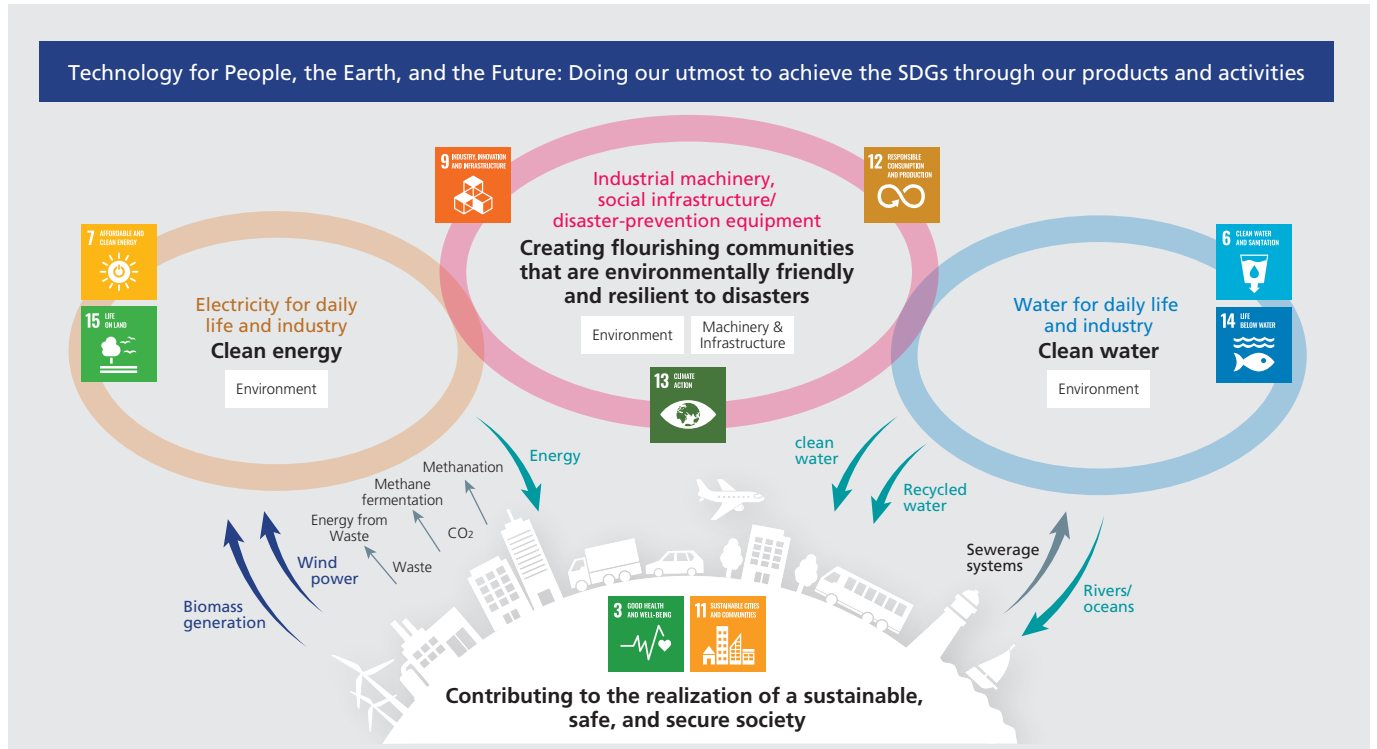 Technology for People, the Earth, and the Future: Doing our utmost to achieve the SDGs through our products and activities
9 INDUSTRY, INNOVATION
AND INFRASTRUCTURE
12 RESPONSIBLE
CONSUMPTION
AND PRODUCTION
Industrial machinery,
social infrastructure/
disaster-prevention equipment
Creating flourishing communities
that are environmentally friendly
and resilient to disasters
Environment
Machinery &
Infrastructure
13 CLIMATE
ACTION
7 AFFORDABLE AND
CLEAN ENERGY
15 LIFE
ON LAND
Electricity for daily
life and industry
Clean energy
Environment
6 CLEAN WATER
AND SANITATION
14 LIFE
BELOW WATER
Water for daily life
and industry
Clean water
Environment
Energy
Methanation
Methane
fermentation
Energy from
Waste
CO2
Waste
Wind
power
Biomass
generation
clean
water
Recycled
water
Sewerage
systems
Rivers/
oceans
3 GOOD HEALTH
AND WELL-BEING
11 SUSTAINABLE CITIES
AND COMMUNITIES
Contributing to the realization of a sustainable,
safe, and secure society